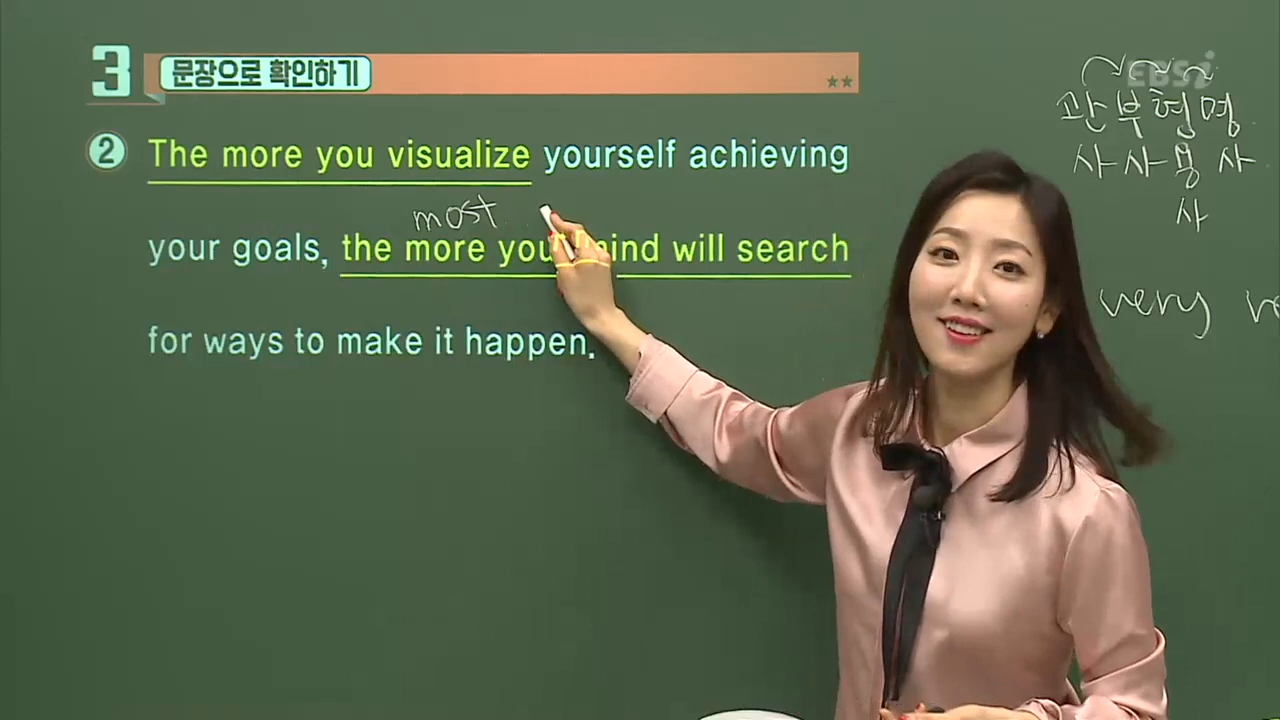 3 문장으로 확인하기 ★★
② The more you visualize yourself achieving
most
your goals, the more your mind will search
for ways to make it happen.
EBSi
관 부 형 명
사 사 용 사
사
very